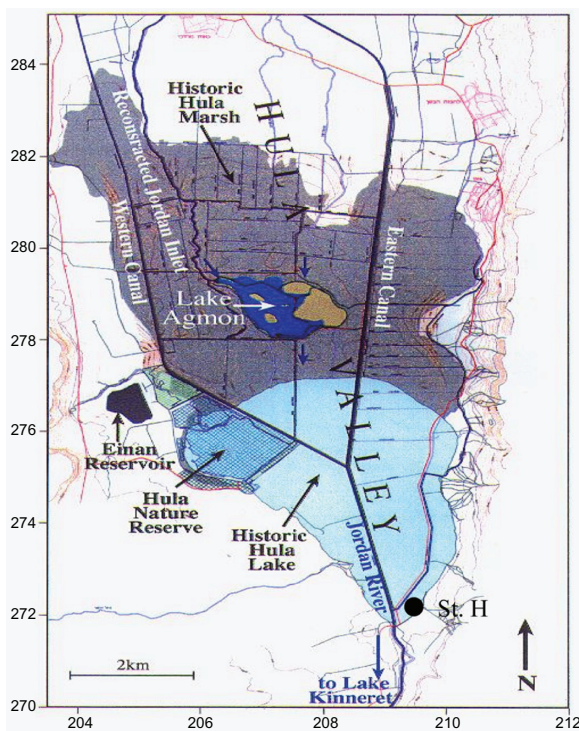 284
282
280
278
276
274
272
270
204
206
208
210
212
Historic
Hula
Marsh
HULA
VALLEY
Reconsracted Jordan Inlet
Western Canal
Eastern Canal
Lake
Agmon
Einan
Reservoir
Hula
Nature
Reserve
Historic
Hula
Lake
Jordan River
St. H
2km
to Lake
Kinneret
N